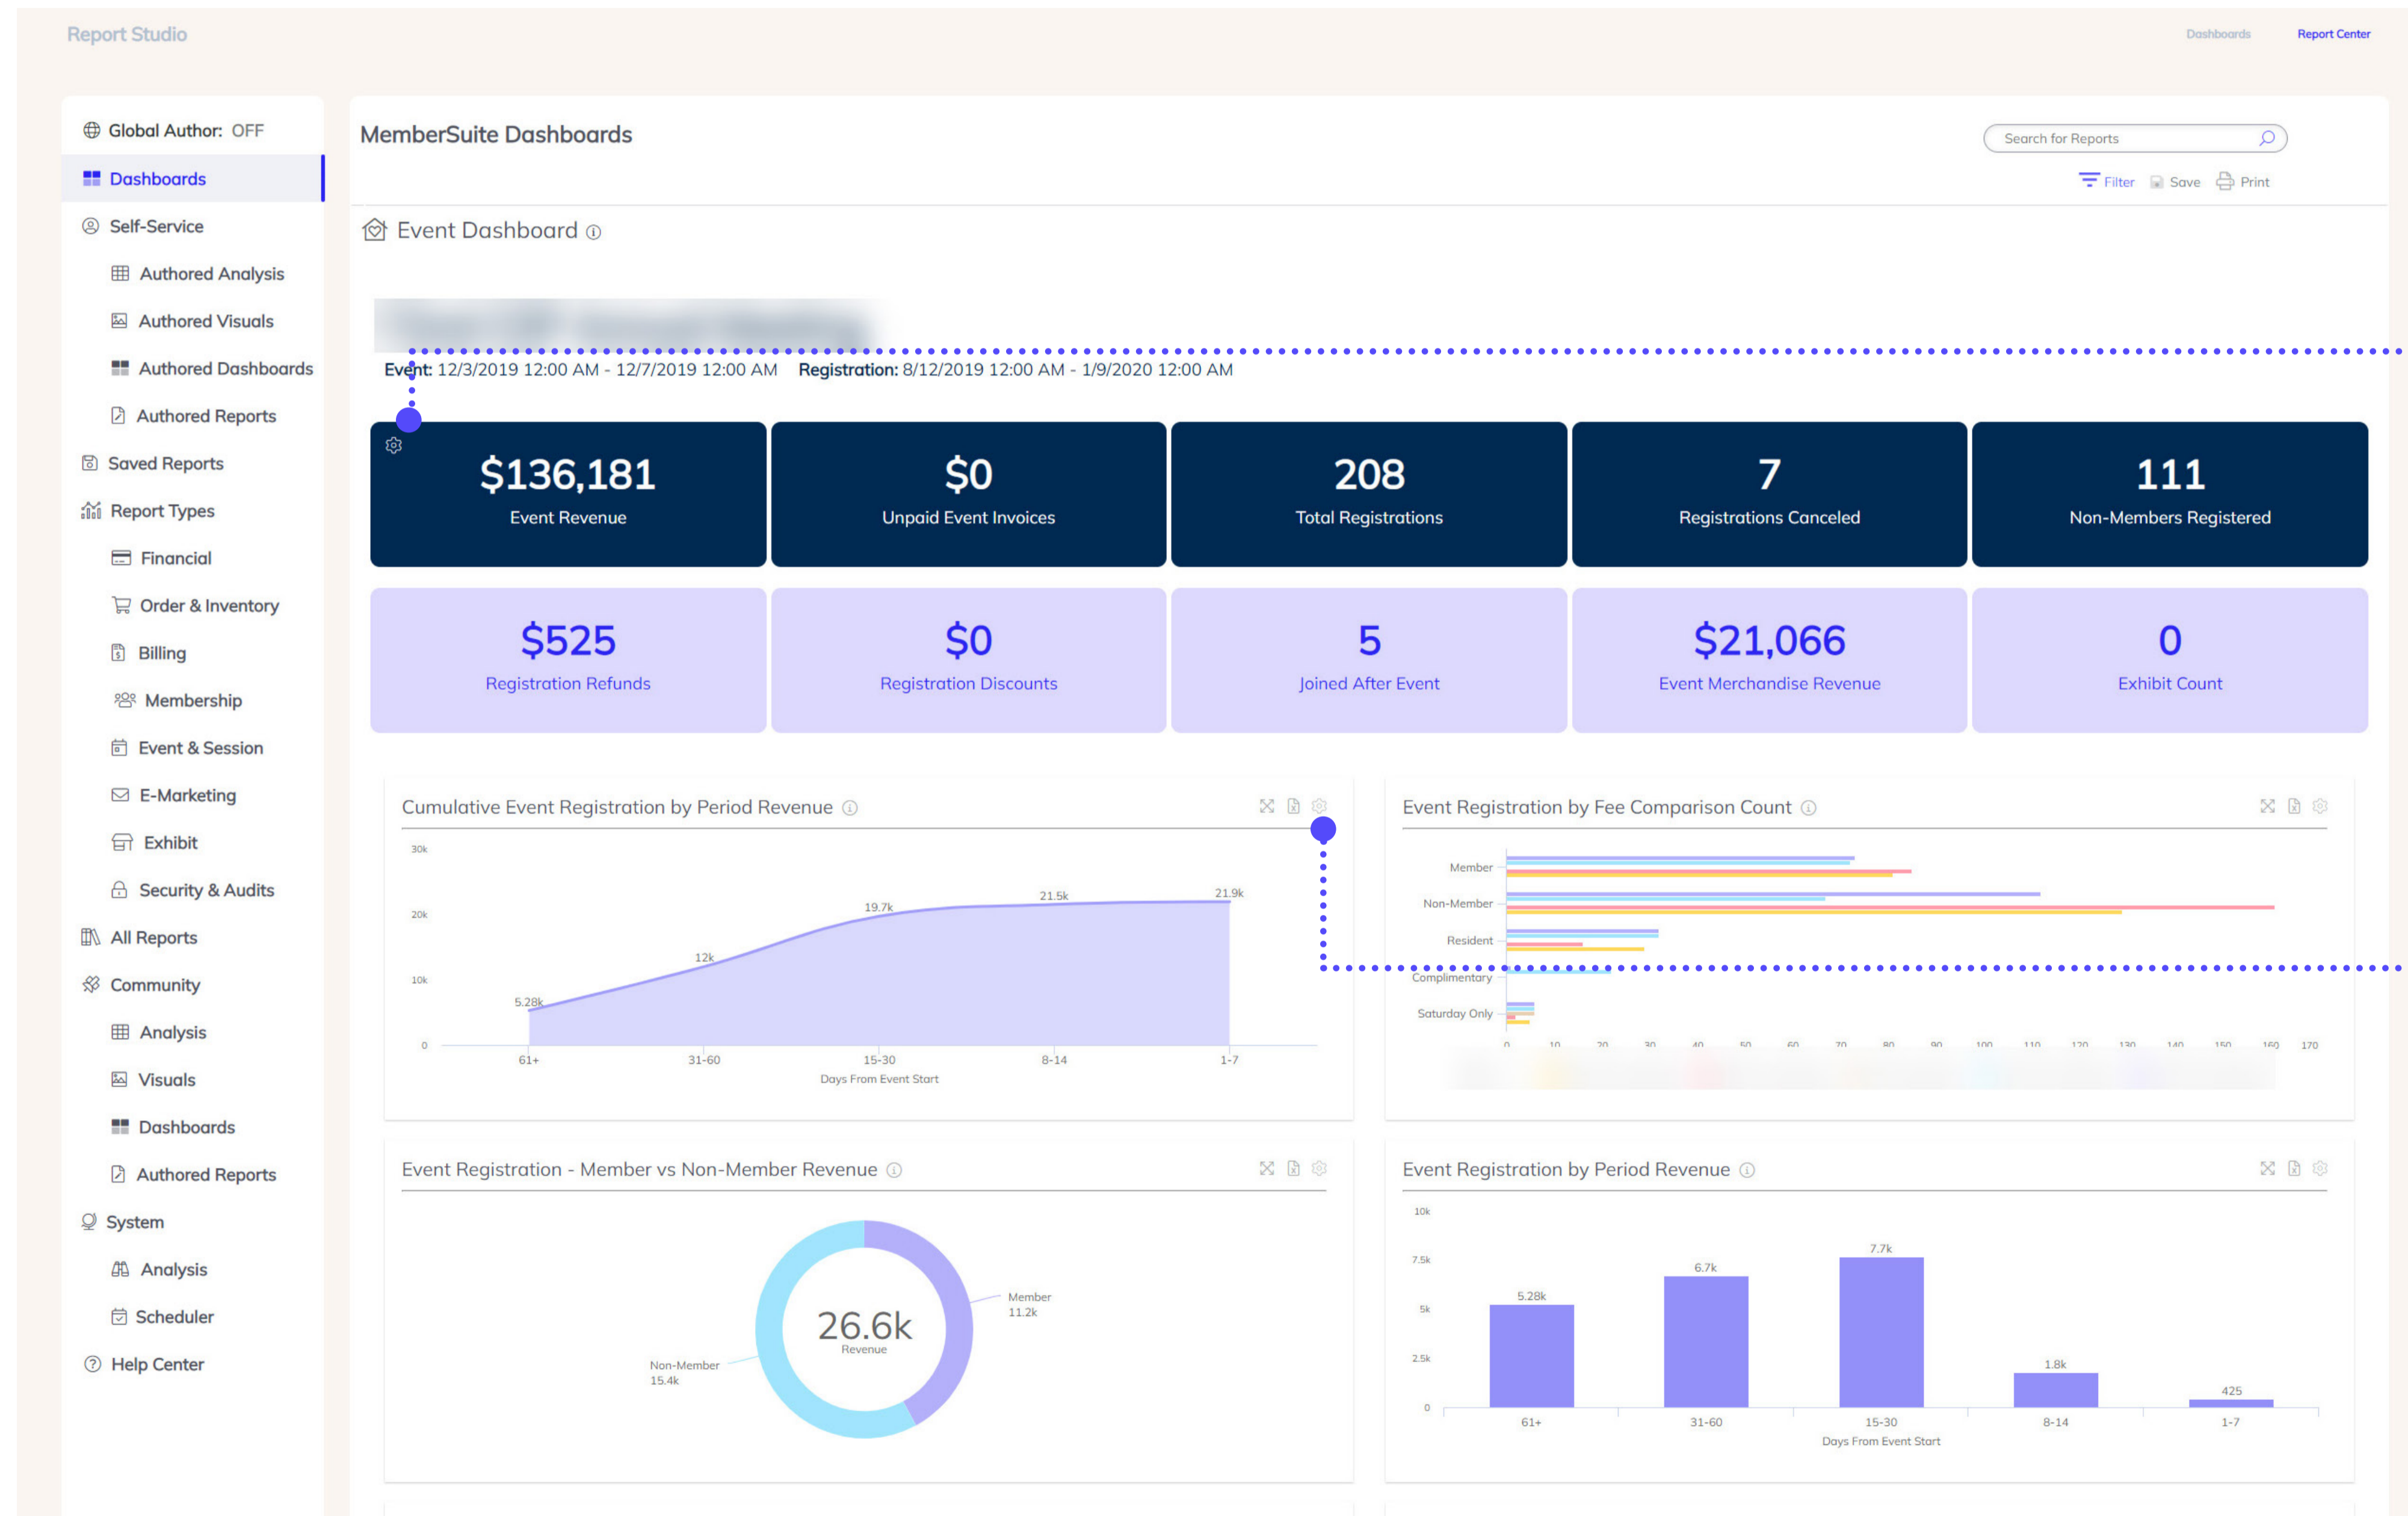 Report Studio
Dashboards Report Center
Global Author: OFF
Dashboards
Self-Service
Authored Analysis
Authored Visuals
Authored Dashboards
Authored Reports
Saved Reports
Report Types
Financial
Order & Inventory
Billing
Membership
Event & Session
E-Marketing
Exhibit
Security & Audits
All Reports
Community
Analysis
Visuals
Dashboards
Authored Reports
System
Analysis
Scheduler
Help Center
MemberSuite Dashboards
Search for Reports
Filter Save Print
Event Dashboard
Event: 12/3/2019 12:00 AM - 12/7/2019 12:00 AM Registration: 8/12/2019 12:00 AM - 1/9/2020 12:00 AM
$136,181
Event Revenue
$0
Unpaid Event Invoices
208
Total Registrations
7
Registrations Canceled
111
Non-Members Registered
$525
Registration Refunds
$0
Registration Discounts
5
Joined After Event
$21,066
Event Merchandise Revenue
0
Exhibit Count
Cumulative Event Registration by Period Revenue
30k
20k
10k
0
5.28k
12k
19.7k
21.5k
21.9k
61+ 31-60 15-30 8-14 1-7
Days From Event Start
Event Registration by Fee Comparison Count
Member
Non-Member
Resident
Complimentary
Saturday Only
0 10 20 30 40 50 60 70 80 90 100 110 120 130 140 150 160 170
Event Registration - Member vs Non-Member Revenue
26.6k
Revenue
Member
11.2k
Non-Member
15.4k
Event Registration by Period Revenue
10k
7.5k
5k
2.5k
0
5.28k
6.7k
7.7k
1.8k
425
61+ 31-60 15-30 8-14 1-7
Days From Event Start